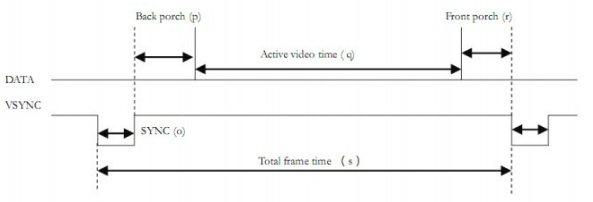 Back porch (p)
Front porch (r)
Active video time ( q)
DATA
VSYNC
SYNC (o)
Total frame time ( s )